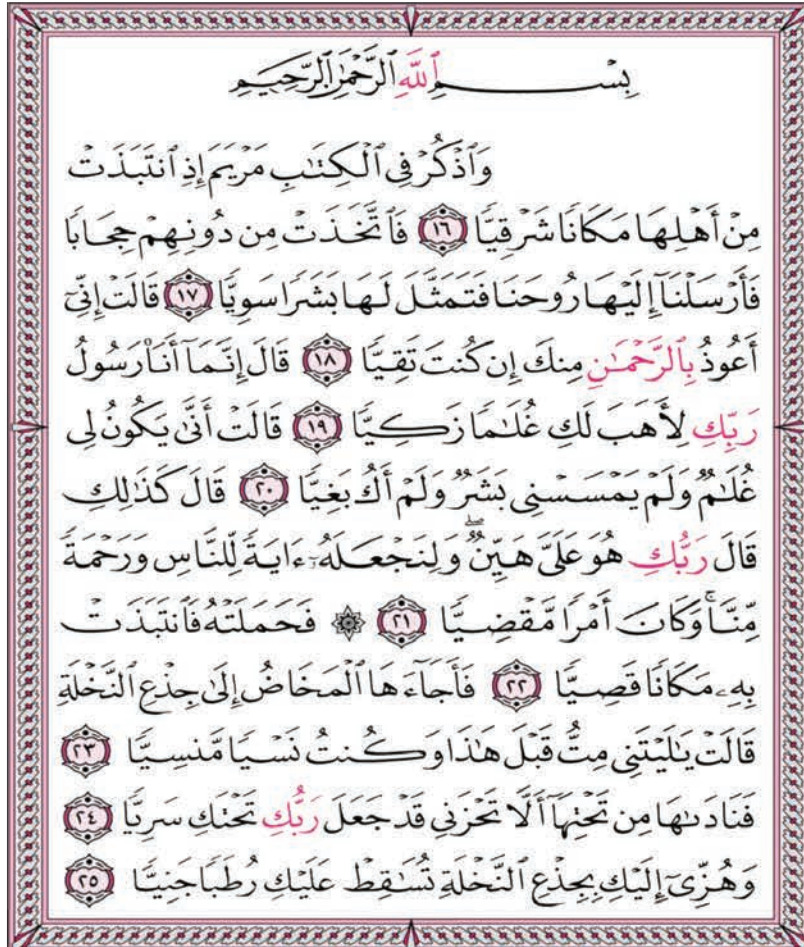 بِسْمِ ٱللَّهِ ٱلرَّحْمَٰنِ ٱلرَّحِيمِ
وَٱذْكُرْ فِى ٱلْكِتَٰبِ مَرْيَمَ إِذِ ٱنتَبَذَتْ
مِنْ أَهْلِهَا مَكَانًا شَرْقِيًّا ١٦ فَٱتَّخَذَتْ مِن دُونِهِمْ حِجَابًا
فَأَرْسَلْنَآ إِلَيْهَا رُوحَنَا فَتَمَثَّلَ لَهَا بَشَرًا سَوِيًّا ١٧ قَالَتْ إِنِّىٓ
أَعُوذُ بِٱلرَّحْمَٰنِ مِنكَ إِن كُنتَ تَقِيًّا ١٨ قَالَ إِنَّمَآ أَنَا۠ رَسُولُ
رَبِّكِ لِأَهَبَ لَكِ غُلَٰمًا زَكِيًّا ١٩ قَالَتْ أَنَّىٰ يَكُونُ لِى
غُلَٰمٌ وَلَمْ يَمْسَسْنِى بَشَرٌ وَلَمْ أَكُ بَغِيًّا ٢٠ قَالَ كَذَٰلِكِ
قَالَ رَبُّكِ هُوَ عَلَىَّ هَيِّنٌ ۖ وَلِنَجْعَلَهُۥٓ ءَايَةً لِّلنَّاسِ وَرَحْمَةً
مِّنَّا ۚ وَكَانَ أَمْرًا مَّقْضِيًّا ٢١ ۞ فَحَمَلَتْهُ فَٱنتَبَذَتْ
بِهِۦ مَكَانًا قَصِيًّا ٢٢ فَأَجَآءَهَا ٱلْمَخَاضُ إِلَىٰ جِذْعِ ٱلنَّخْلَةِ
قَالَتْ يَٰلَيْتَنِى مِتُّ قَبْلَ هَٰذَا وَكُنتُ نَسْيًا مَّنسِيًّا ٢٣
فَنَادَىٰهَا مِن تَحْتِهَآ أَلَّا تَحْزَنِى قَدْ جَعَلَ رَبُّكِ تَحْتَكِ سَرِيًّا ٢٤
وَهُزِّىٓ إِلَيْكِ بِجِذْعِ ٱلنَّخْلَةِ تُسَٰقِطْ عَلَيْكِ رُطَبًا جَنِيًّا ٢٥